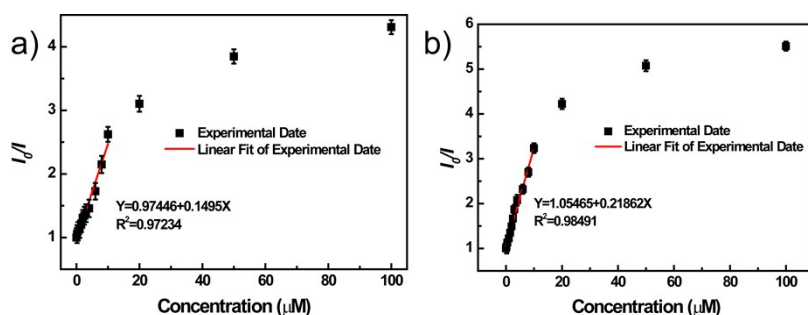 a)
4
3
2
1
I₀/I
Experimental Date
Linear Fit of Experimental Date
Y=0.97446+0.1495X
R²=0.97234
0 20 40 60 80 100
Concentration (μM)
b)
6
5
4
3
2
1
I₀/I
Experimental Date
Linear Fit of Experimental Date
Y=1.05465+0.21862X
R²=0.98491
0 20 40 60 80 100
Concentration (μM)